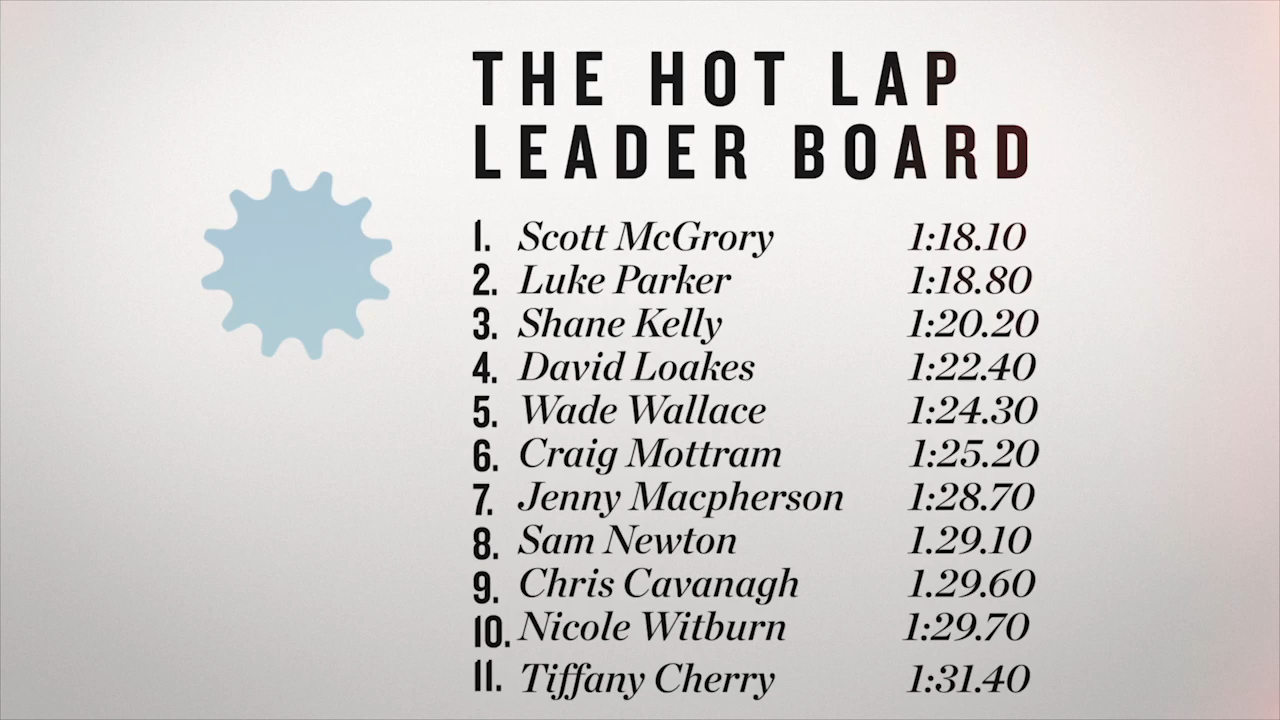 THE HOT LAP
LEADER BOARD
1. Scott McGrory 1:18.10
2. Luke Parker 1:18.80
3. Shane Kelly 1:20.20
4. David Loakes 1:22.40
5. Wade Wallace 1:24.30
6. Craig Mottram 1:25.20
7. Jenny Macpherson 1:28.70
8. Sam Newton 1.29.10
9. Chris Cavanagh 1.29.60
10. Nicole Witburn 1:29.70
11. Tiffany Cherry 1:31.40